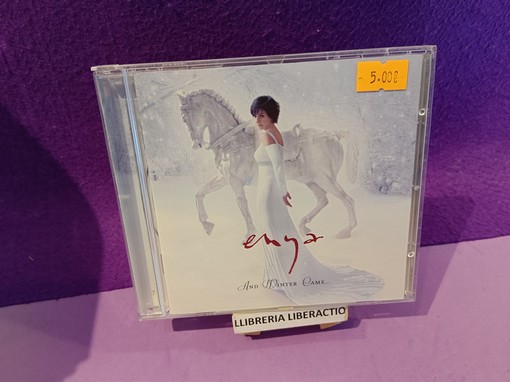 5.00€
enya
And Winter Came...
LLIBRERIA LIBERACTIO